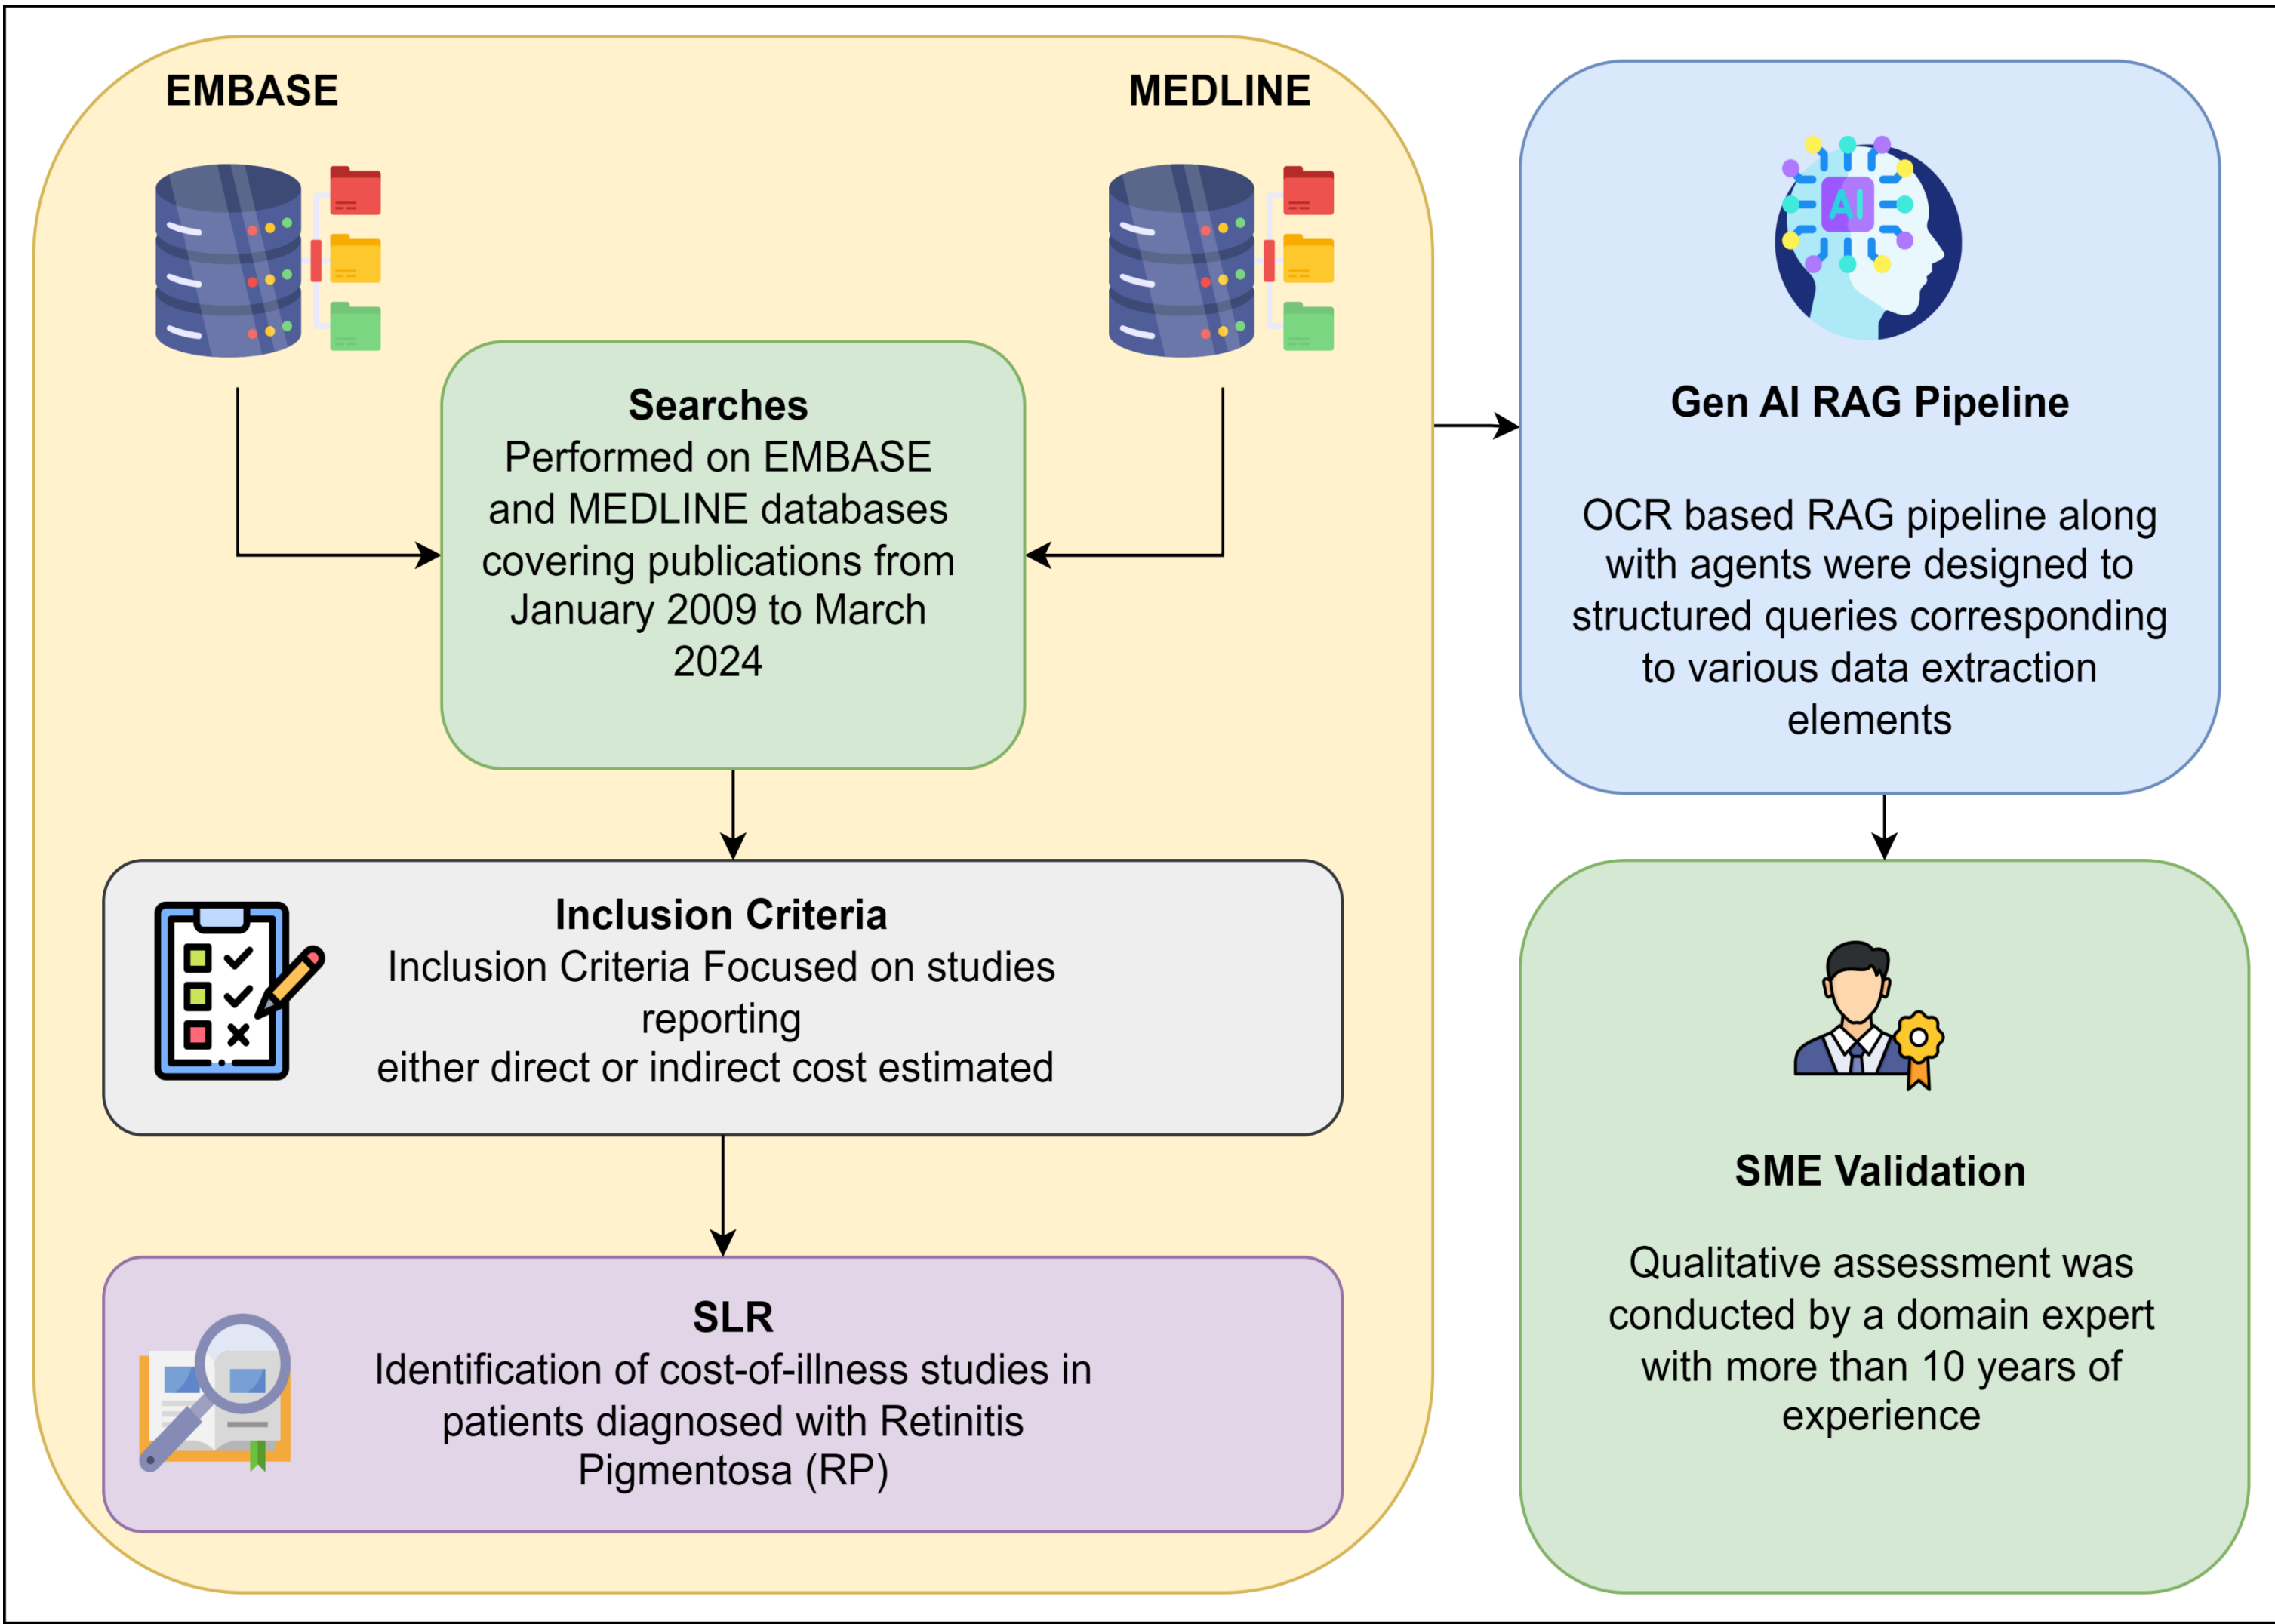 EMBASE
MEDLINE
Searches
Performed on EMBASE
and MEDLINE databases
covering publications from
January 2009 to March
2024
Inclusion Criteria
Inclusion Criteria Focused on studies
reporting
either direct or indirect cost estimated
SLR
Identification of cost-of-illness studies in
patients diagnosed with Retinitis
Pigmentosa (RP)
AI
Gen AI RAG Pipeline
OCR based RAG pipeline along
with agents were designed to
structured queries corresponding
to various data extraction
elements
SME Validation
Qualitative assessment was
conducted by a domain expert
with more than 10 years of
experience